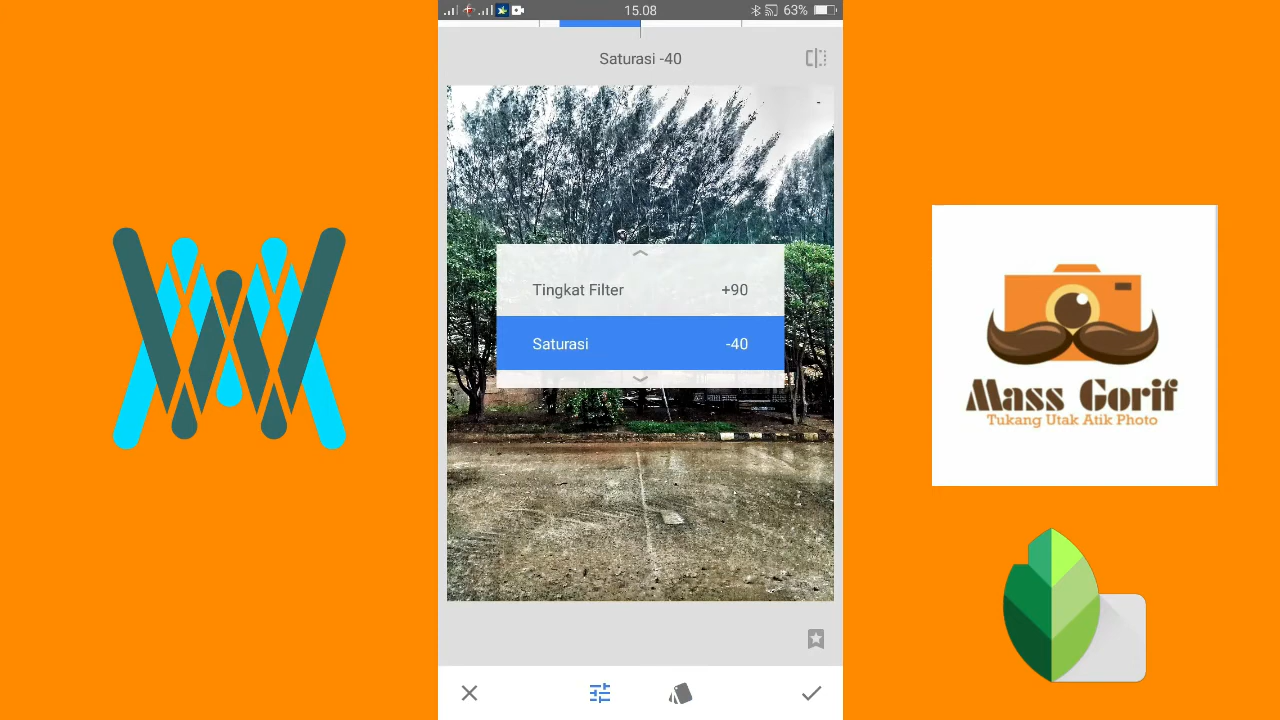 15.08
63%
Saturasi -40
Tingkat Filter +90
Saturasi -40
Mass Gorif
Tukang Utak Atik Photo